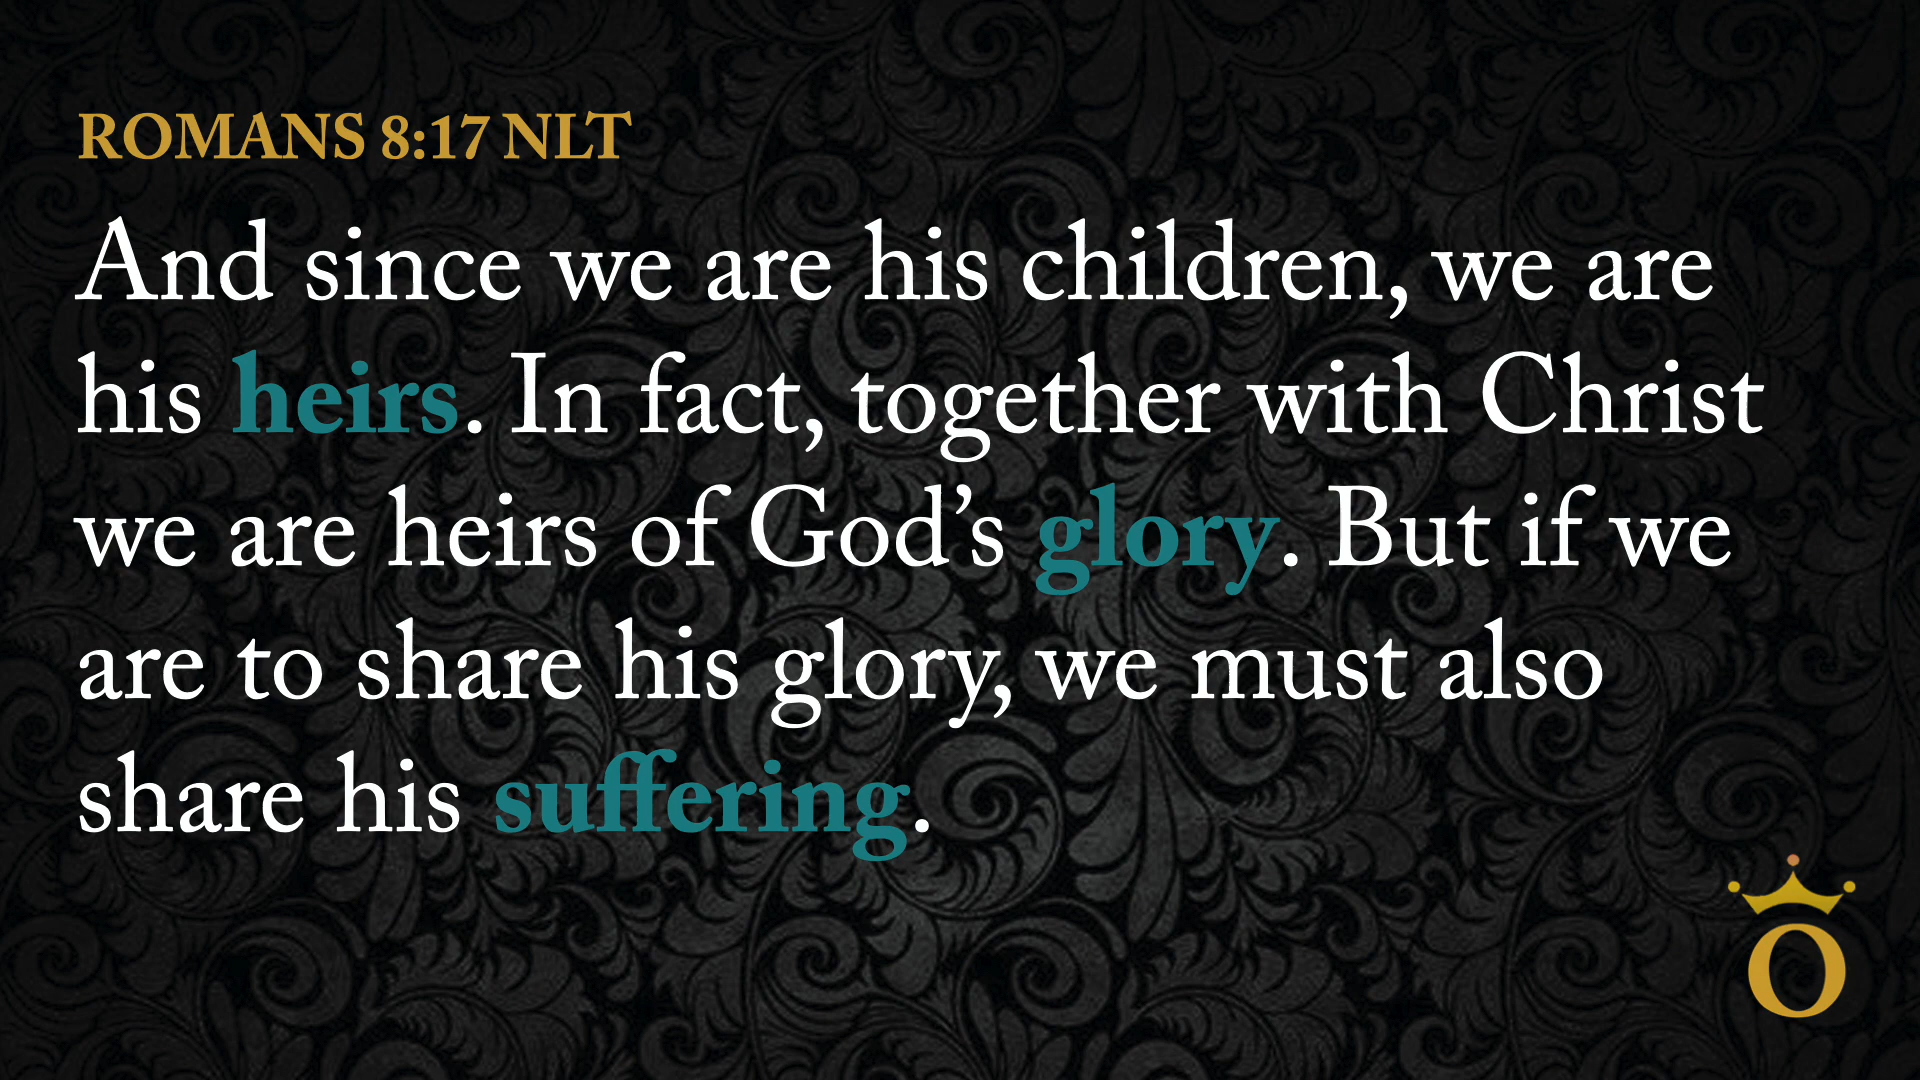 ROMANS 8:17 NLT
And since we are his children, we are
his heirs. In fact, together with Christ
we are heirs of God’s glory. But if we
are to share his glory, we must also
share his suffering.
O